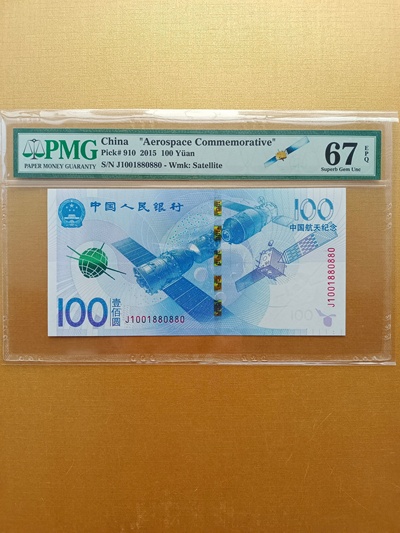 PMG
PAPER MONEY GUARANTY
China "Aerospace Commemorative"
Pick# 910 2015 100 Yüan
S/N J1001880880 - Wmk: Satellite
67 EPQ
Superb Gem Unc
中国人民银行
100
中国航天纪念
J1001880880
100 壹佰圆
J1001880880